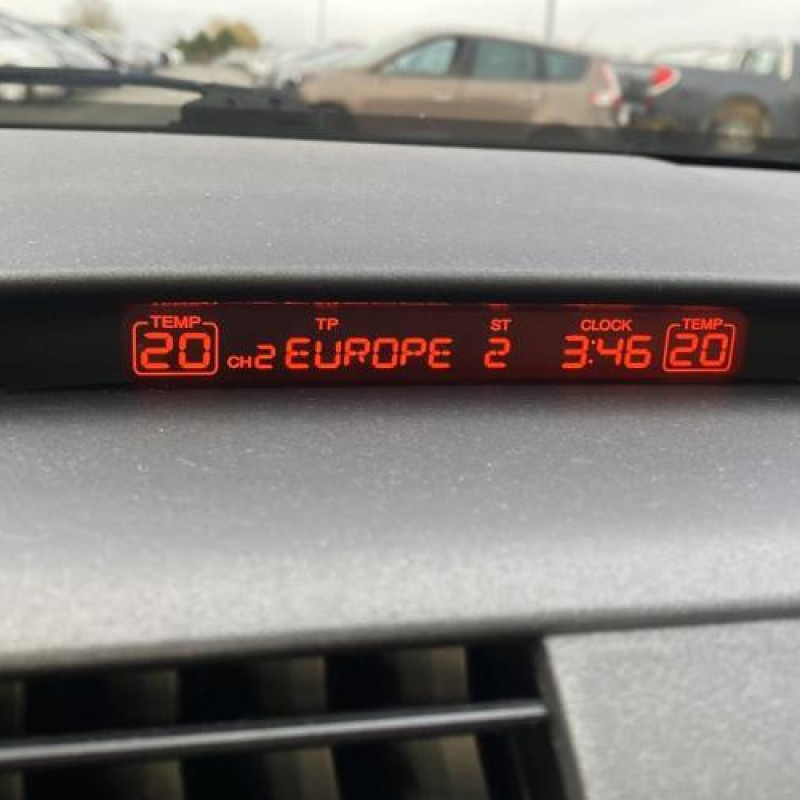 TEMP TP ST CLOCK TEMP
20 CH2 EUROPE 2 3:46 20